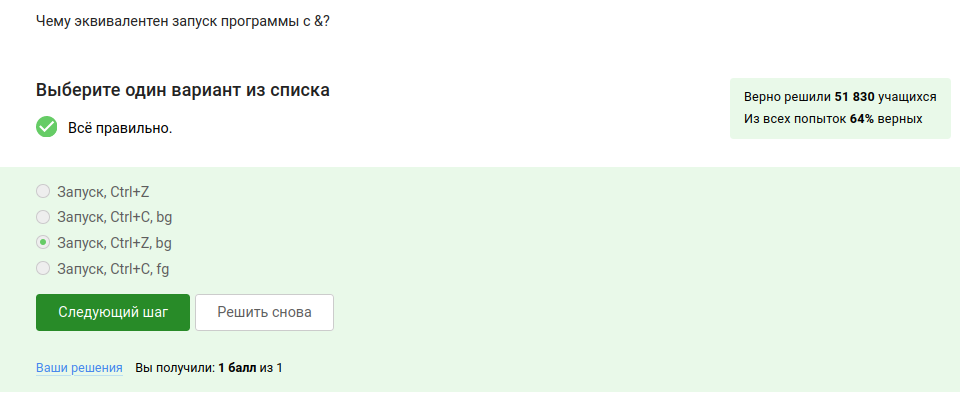 Чему эквивалентен запуск программы с &?
Выберите один вариант из списка
Всё правильно.
Верно решили 51 830 учащихся
Из всех попыток 64% верных
Запуск, Ctrl+Z
Запуск, Ctrl+C, bg
Запуск, Ctrl+Z, bg
Запуск, Ctrl+C, fg
Следующий шаг
Решить снова
Ваши решения
Вы получили: 1 балл из 1